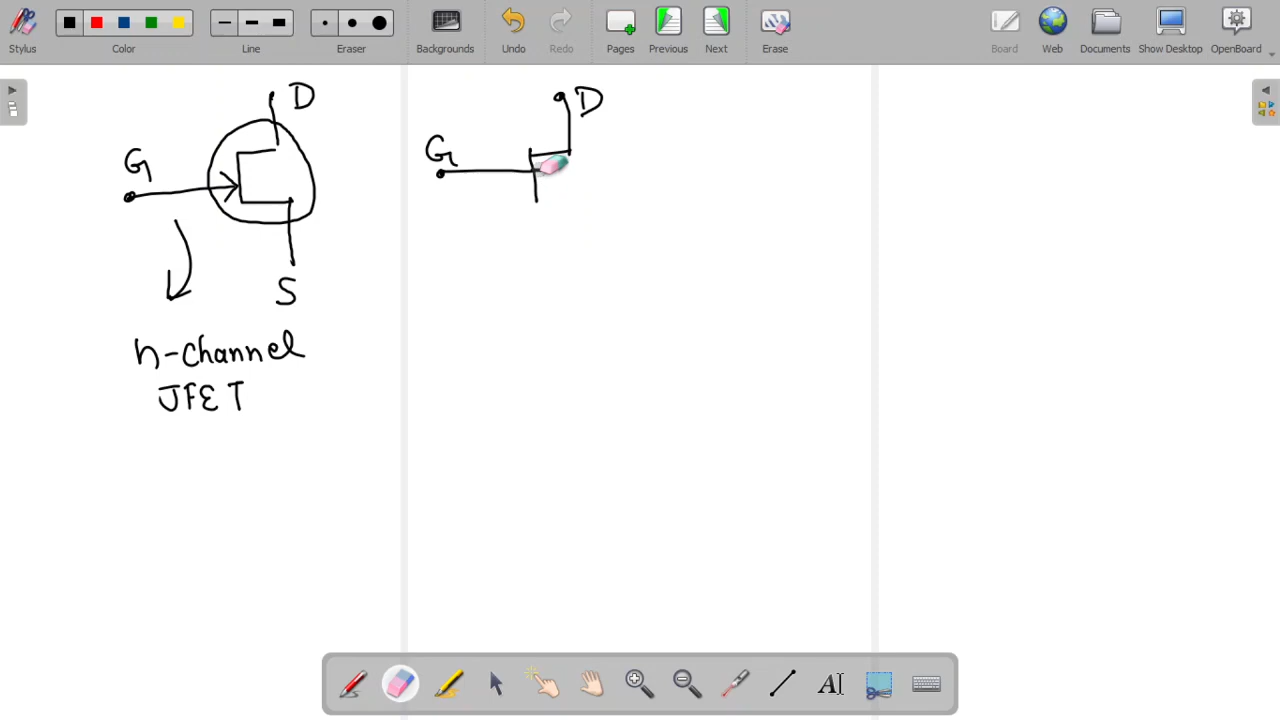 Stylus
Color
Line
Eraser
Backgrounds
Undo
Redo
Pages
Previous
Next
Erase
Board
Web
Documents
Show Desktop
OpenBoard
D
G
S
n-channel
JFET
D
G
A